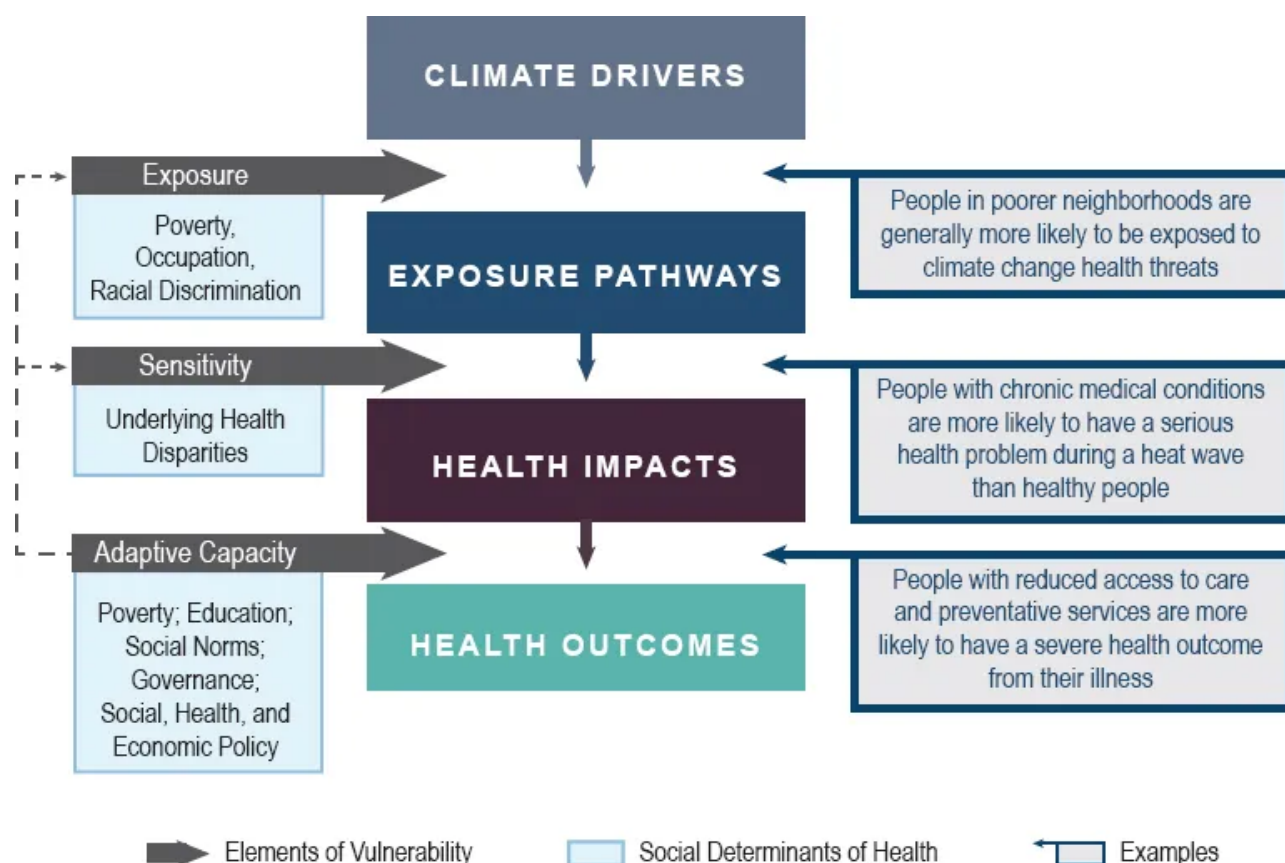 CLIMATE DRIVERS
Exposure
Poverty,
Occupation,
Racial Discrimination
People in poorer neighborhoods are
generally more likely to be exposed to
climate change health threats
EXPOSURE PATHWAYS
Sensitivity
Underlying Health
Disparities
People with chronic medical conditions
are more likely to have a serious
health problem during a heat wave
than healthy people
HEALTH IMPACTS
Adaptive Capacity
Poverty; Education;
Social Norms;
Governance;
Social, Health, and
Economic Policy
People with reduced access to care
and preventative services are more
likely to have a severe health outcome
from their illness
HEALTH OUTCOMES
Elements of Vulnerability
Social Determinants of Health
Examples